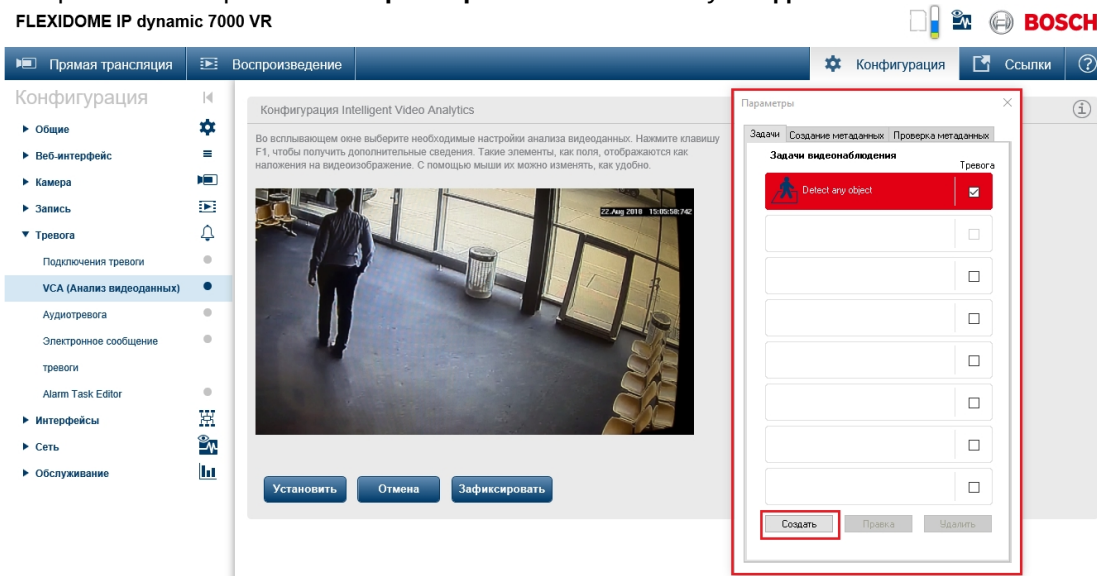 FLEXIDOME IP dynamic 7000 VR
BOSCH
Прямая трансляция
Воспроизведение
Конфигурация
Ссылки
Конфигурация
Общие
Веб-интерфейс
Камера
Запись
Тревога
Подключения тревоги
VCA (Анализ видеоданных)
Аудиотревога
Электронное сообщение
тревоги
Alarm Task Editor
Интерфейсы
Сеть
Обслуживание
Конфигурация Intelligent Video Analytics
Во всплывающем окне выберите необходимые настройки анализа видеоданных. Нажмите клавишу
F1, чтобы получить дополнительные сведения. Такие элементы, как поля, отображаются как
наложения на видеоизображение. С помощью мыши их можно изменять, как удобно.
22.Aug 2018 15:05:58:742
Установить
Отмена
Зафиксировать
Параметры
Задачи
Создание метаданных
Проверка метаданных
Задачи видеонаблюдения
Тревога
Detect any object
Создать
Правка
Удалить